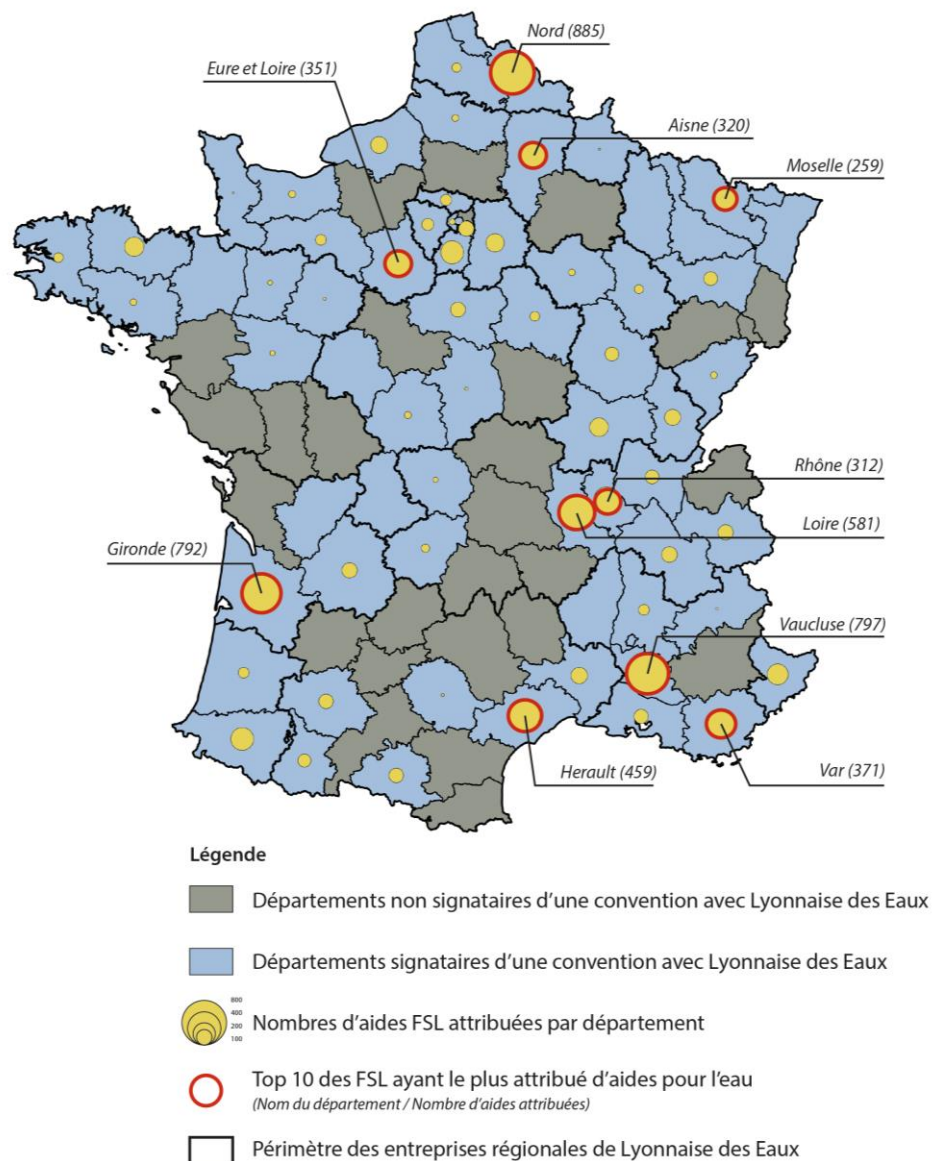 Nord (885)
Eure et Loire (351)
Aisne (320)
Moselle (259)
Rhône (312)
Loire (581)
Gironde (792)
Vaucluse (797)
Herault (459)
Var (371)
Légende
Départements non signataires d'une convention avec Lyonnaise des Eaux
Départements signataires d'une convention avec Lyonnaise des Eaux
800
400
200
100
Nombres d'aides FSL attribuées par département
Top 10 des FSL ayant le plus attribué d'aides pour l'eau
(Nom du département / Nombre d'aides attribuées)
Périmètre des entreprises régionales de Lyonnaise des Eaux